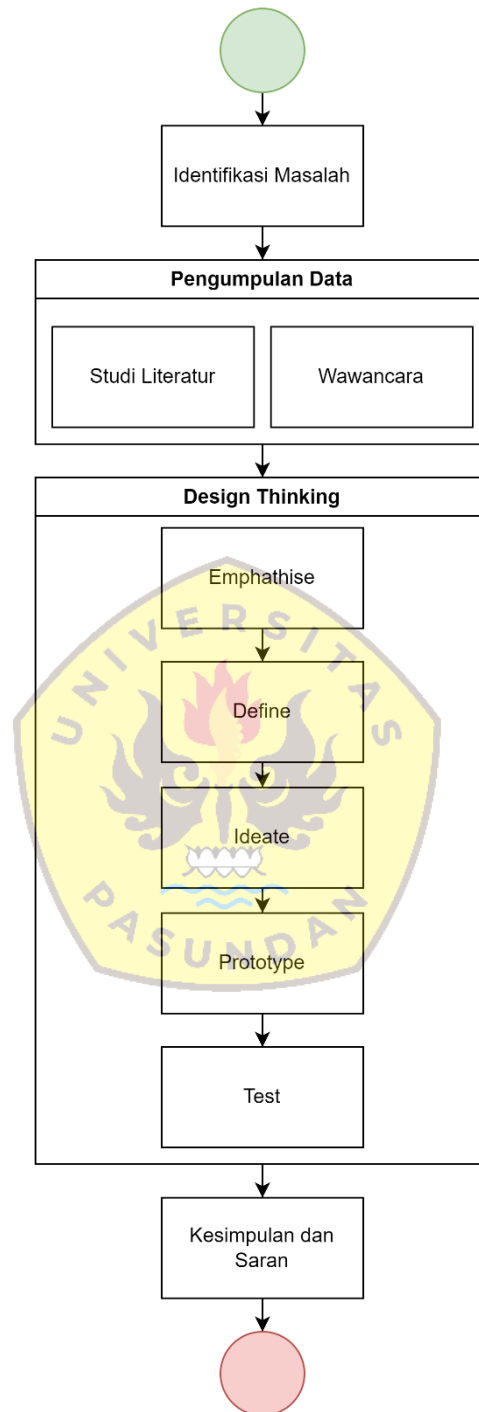 Identifikasi Masalah
Pengumpulan Data
Studi Literatur
Wawancara
Design Thinking
Emphathise
UNIVERSITAS
Define
Ideate
PASUNDAN
Prototype
Test
Kesimpulan dan
Saran